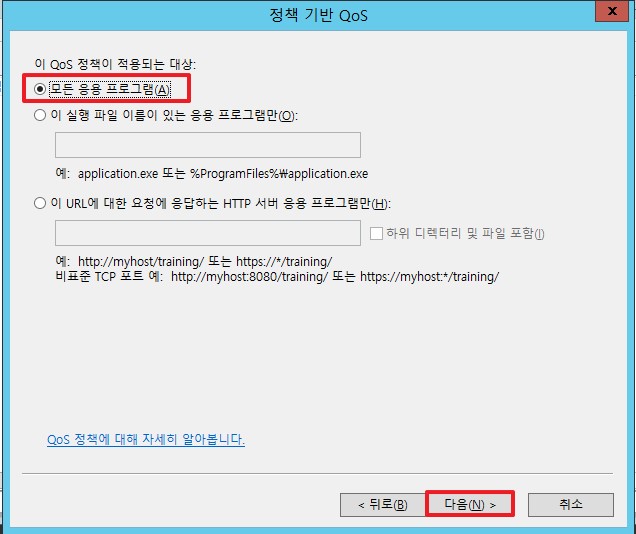 정책 기반 QoS
x
이 QoS 정책이 적용되는 대상:
모든 응용 프로그램(A)
이 실행 파일 이름이 있는 응용 프로그램만(O):
예: application.exe 또는 %ProgramFiles%₩application.exe
이 URL에 대한 요청에 응답하는 HTTP 서버 응용 프로그램만(H):
하위 디렉터리 및 파일 포함(I)
예: http://myhost/training/ 또는 https://*/training/
비표준 TCP 포트 예: http://myhost:8080/training/ 또는 https://myhost:*/training/
QoS 정책에 대해 자세히 알아봅니다.
< 뒤로(B)
다음(N) >
취소